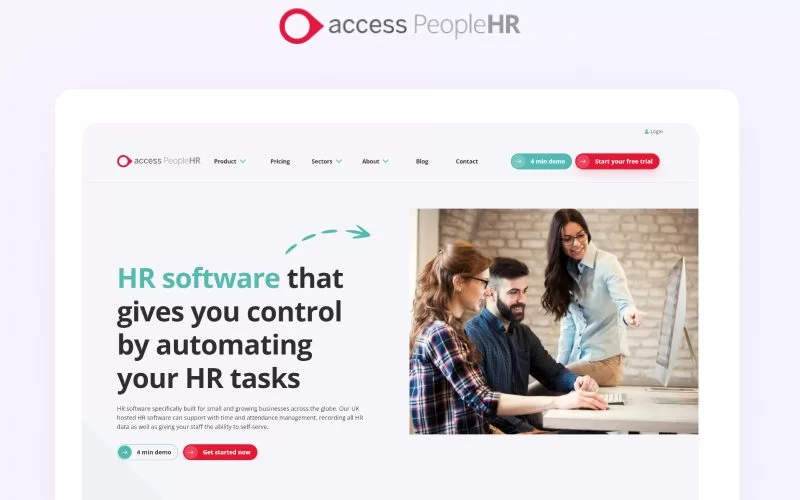 access PeopleHR
Login
access PeopleHR Product Pricing Sectors About Blog Contact 4 min demo Start your free trial
HR software that
gives you control
by automating
your HR tasks
HR software specifically built for small and growing businesses across the globe. Our UK
hosted HR software can support with time and attendance management, recording all HR
data as well as giving your staff the ability to self-serve.
4 min demo Get started now